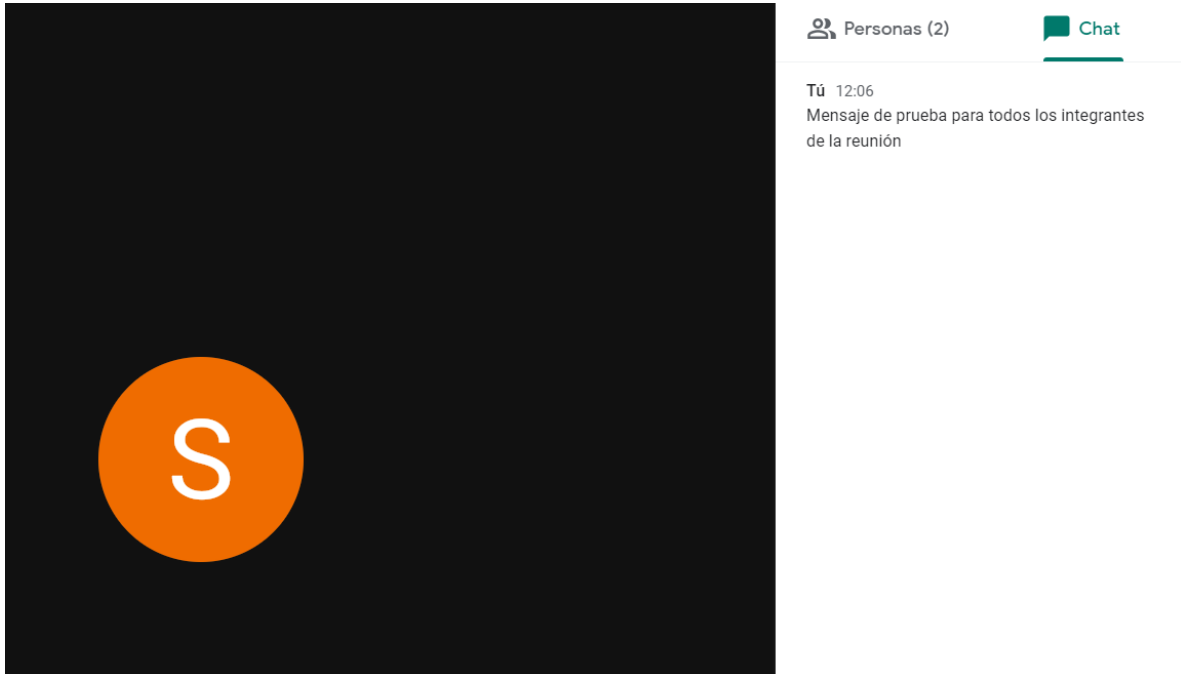 Personas (2)
Chat
Tú 12:06
Mensaje de prueba para todos los integrantes
de la reunión
S